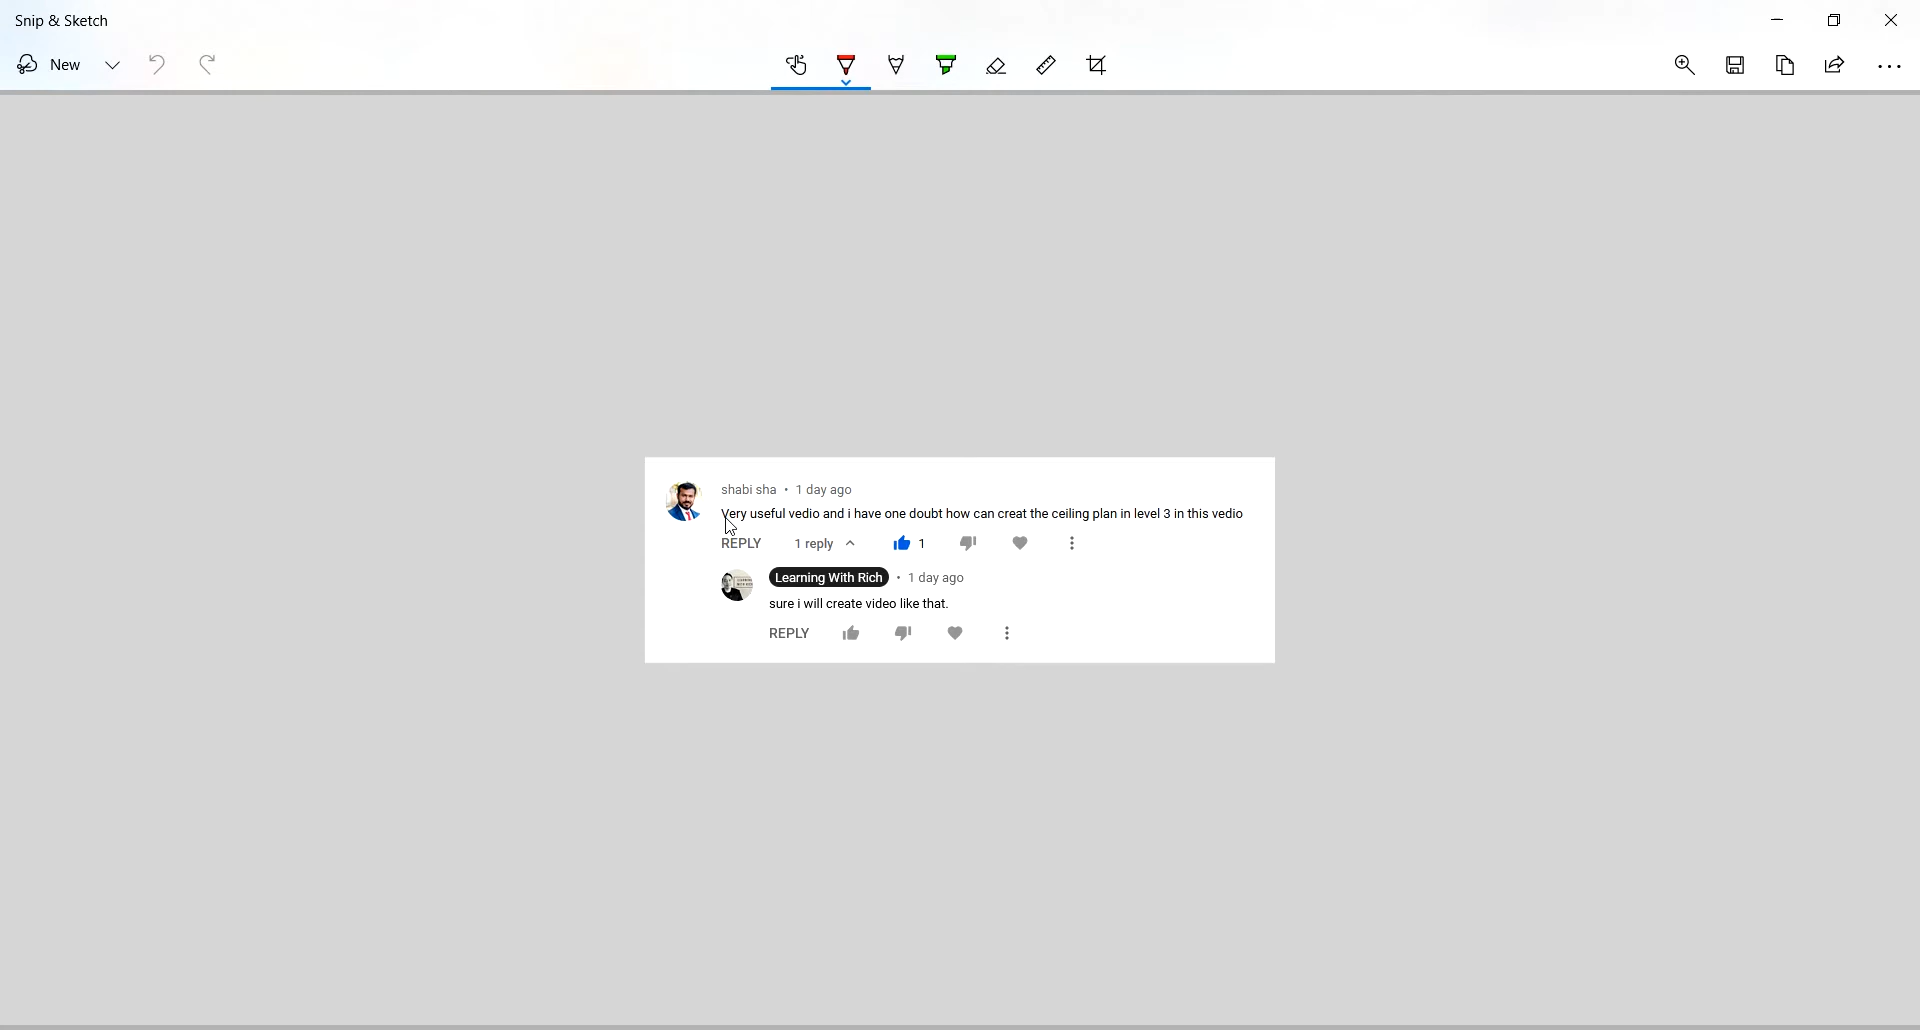 Snip & Sketch
New
shabi sha • 1 day ago
Very useful vedio and i have one doubt how can creat the ceiling plan in level 3 in this vedio
REPLY 1 reply 1
Learning With Rich • 1 day ago
sure i will create video like that.
REPLY